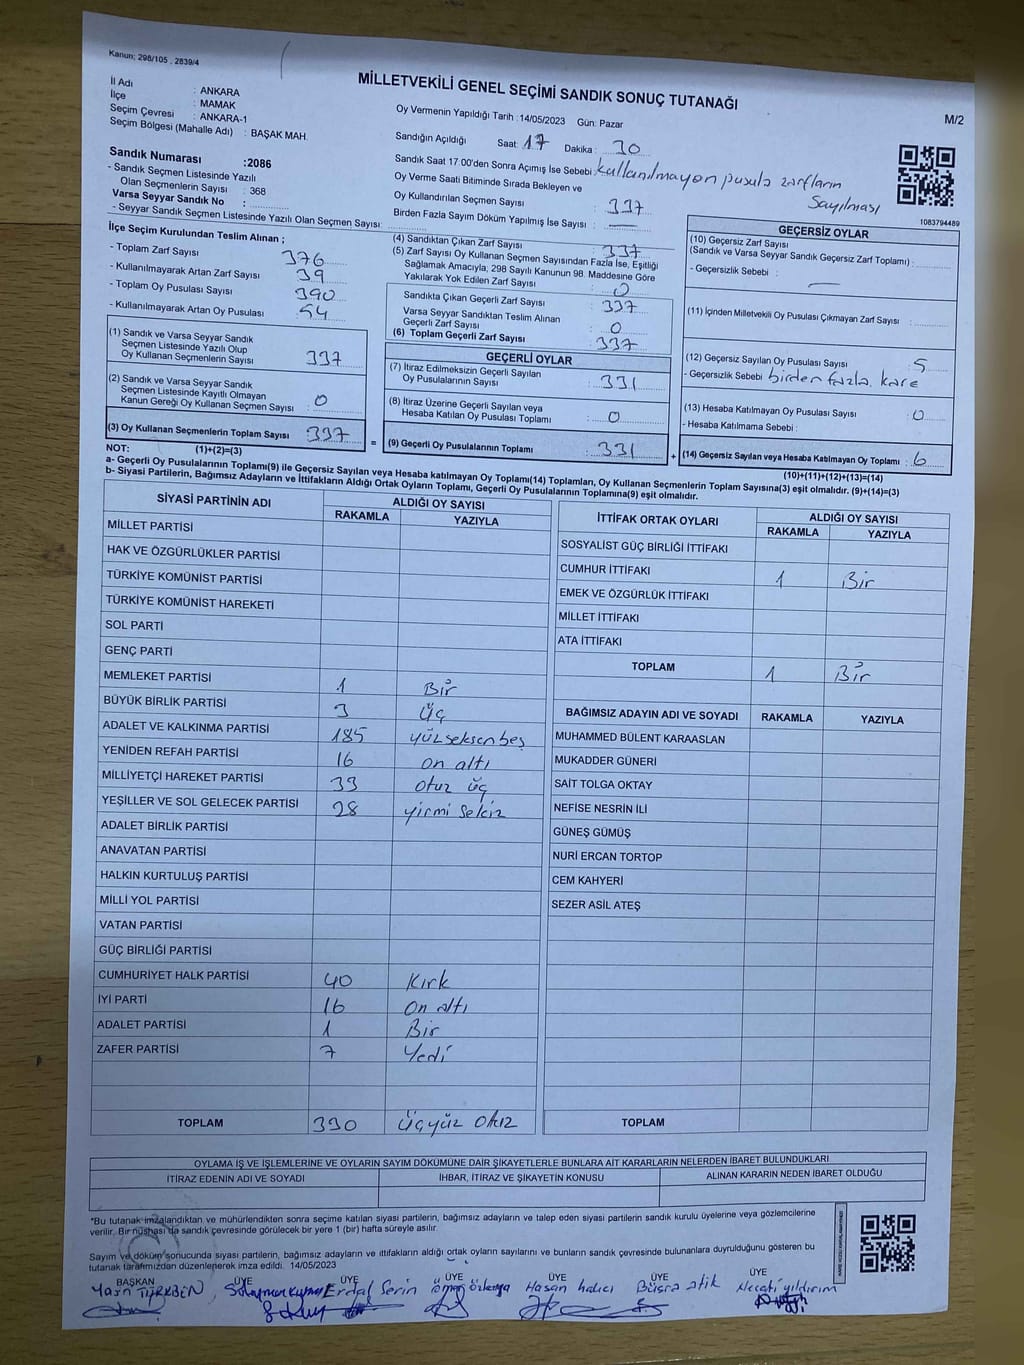 Kanun; 298/105 , 2839/4
MİLLETVEKİLİ GENEL SEÇİMİ SANDIK SONUÇ TUTANAĞI
M/2
İl Adı : ANKARA
İlçe : MAMAK
Seçim Çevresi : ANKARA-1
Seçim Bölgesi (Mahalle Adı) : BAŞAK MAH.
Oy Vermenin Yapıldığı Tarih :14/05/2023 Gün: Pazar
Sandığın Açıldığı Saat: 17 Dakika : 30
Sandık Saat 17:00'den Sonra Açımış İse Sebebi : kullanılmayan pusula zarfların
Sayılması
Oy Verme Saati Bitiminde Sırada Bekleyen ve
Oy Kullandırılan Seçmen Sayısı : 337
Birden Fazla Sayım Döküm Yapılmış İse Sayısı : —
1083794489
Sandık Numarası :2086
- Sandık Seçmen Listesinde Yazılı
Olan Seçmenlerin Sayısı : 368
Varsa Seyyar Sandık No :
- Seyyar Sandık Seçmen Listesinde Yazılı Olan Seçmen Sayısı:
İlçe Seçim Kurulundan Teslim Alınan ;
- Toplam Zarf Sayısı : 376
- Kullanılmayarak Artan Zarf Sayısı : 39
- Toplam Oy Pusulası Sayısı : 390
- Kullanılmayarak Artan Oy Pusulası : 54
(1) Sandık ve Varsa Seyyar Sandık
Seçmen Listesinde Yazılı Olup
Oy Kullanan Seçmenlerin Sayısı : 337
(2) Sandık ve Varsa Seyyar Sandık
Seçmen Listesinde Kayıtlı Olmayan
Kanun Gereği Oy Kullanan Seçmen Sayısı : 0
(3) Oy Kullanan Seçmenlerin Toplam Sayısı : 337
(1)+(2)=(3)
(4) Sandıktan Çıkan Zarf Sayısı : 337
(5) Zarf Sayısı Oy Kullanan Seçmen Sayısından Fazla İse, Eşitliği
Sağlamak Amacıyla, 298 Sayılı Kanunun 98. Maddesine Göre
Yakılarak Yok Edilen Zarf Sayısı : 0
Sandıkta Çıkan Geçerli Zarf Sayısı : 337
Varsa Seyyar Sandıktan Teslim Alınan
Geçerli Zarf Sayısı : 0
(6) Toplam Geçerli Zarf Sayısı : 337
GEÇERLİ OYLAR
(7) İtiraz Edilmeksizin Geçerli Sayılan
Oy Pusulalarının Sayısı : 331
(8) İtiraz Üzerine Geçerli Sayılan veya
Hesaba Katılan Oy Pusulası Toplamı : 0
= (9) Geçerli Oy Pusulalarının Toplamı : 331
GEÇERSİZ OYLAR
(10) Geçersiz Zarf Sayısı
(Sandık ve Varsa Seyyar Sandık Geçersiz Zarf Toplamı) :
- Geçersizlik Sebebi : —
(11) İçinden Milletvekili Oy Pusulası Çıkmayan Zarf Sayısı :
(12) Geçersiz Sayılan Oy Pusulası Sayısı : 5
- Geçersizlik Sebebi : birden fazla kare
(13) Hesaba Katılmayan Oy Pusulası Sayısı : 0
- Hesaba Katılmama Sebebi :
+ (14) Geçersiz Sayılan veya Hesaba Katılmayan Oy Toplamı : 6
(10)+(11)+(12)+(13)=(14)
NOT:
a- Geçerli Oy Pusulalarının Toplamı(9) ile Geçersiz Sayılan veya Hesaba katılmayan Oy Toplamı(14) Toplamları, Oy Kullanan Seçmenlerin Toplam Sayısına(3) eşit olmalıdır. (9)+(14)=(3)
b- Siyasi Partilerin, Bağımsız Adayların ve İttifakların Aldığı Ortak Oyların Toplamı, Geçerli Oy Pusulalarının Toplamına(9) eşit olmalıdır.
SİYASİ PARTİNİN ADI ALDIĞI OY SAYISI
RAKAMLA YAZIYLA
MİLLET PARTİSİ
HAK VE ÖZGÜRLÜKLER PARTİSİ
TÜRKİYE KOMÜNİST PARTİSİ
TÜRKİYE KOMÜNİST HAREKETİ
SOL PARTİ
GENÇ PARTİ
MEMLEKET PARTİSİ 1 Bir
BÜYÜK BİRLİK PARTİSİ 3 Üç
ADALET VE KALKINMA PARTİSİ 185 yüzseksenbeş
YENİDEN REFAH PARTİSİ 16 on altı
MİLLİYETÇİ HAREKET PARTİSİ 33 otuz üç
YEŞİLLER VE SOL GELECEK PARTİSİ 28 yirmi sekiz
ADALET BİRLİK PARTİSİ
ANAVATAN PARTİSİ
HALKIN KURTULUŞ PARTİSİ
MİLLİ YOL PARTİSİ
VATAN PARTİSİ
GÜÇ BİRLİĞİ PARTİSİ
CUMHURİYET HALK PARTİSİ 40 Kırk
İYİ PARTİ 16 On altı
ADALET PARTİSİ 1 Bir
ZAFER PARTİSİ 7 Yedi
TOPLAM 330 Üçyüz otuz
İTTİFAK ORTAK OYLARI ALDIĞI OY SAYISI
RAKAMLA YAZIYLA
SOSYALİST GÜÇ BİRLİĞİ İTTİFAKI
CUMHUR İTTİFAKI 1 Bir
EMEK VE ÖZGÜRLÜK İTTİFAKI
MİLLET İTTİFAKI
ATA İTTİFAKI
TOPLAM 1 Bir
BAĞIMSIZ ADAYIN ADI VE SOYADI RAKAMLA YAZIYLA
MUHAMMED BÜLENT KARAASLAN
MUKADDER GÜNERİ
SAİT TOLGA OKTAY
NEFİSE NESRİN İLİ
GÜNEŞ GÜMÜŞ
NURİ ERCAN TORTOP
CEM KAHYERİ
SEZER ASİL ATEŞ
TOPLAM
OYLAMA İŞ VE İŞLEMLERİNE VE OYLARIN SAYIM DÖKÜMÜNE DAİR ŞİKAYETLERLE BUNLARA AİT KARARLARIN NELERDEN İBARET BULUNDUKLARI
İTİRAZ EDENİN ADI VE SOYADI İHBAR, İTİRAZ VE ŞİKAYETİN KONUSU ALINAN KARARIN NEDEN İBARET OLDUĞU
*Bu tutanak imzalandıktan ve mühürlendikten sonra seçime katılan siyasi partilerin, bağımsız adayların ve talep eden siyasi partilerin sandık kurulu üyelerine veya gözlemcilerine
verilir. Bir nüshası da sandık çevresinde görülecek bir yere 1 (bir) hafta süreyle asılır.
Sayım ve döküm sonucunda siyasi partilerin, bağımsız adayların ve ittifakların aldığı ortak oyların sayılarını ve bunların sandık çevresinde bulunanlara duyrulduğunu gösteren bu
tutanak tarafımızdan düzenlenerek imza edildi. 14/05/2023
BAŞKAN ÜYE ÜYE ÜYE ÜYE ÜYE ÜYE
Yasin TÜRKBEN Süleyman Erdal Serin Hasan Büşra atik Necati yıldırım